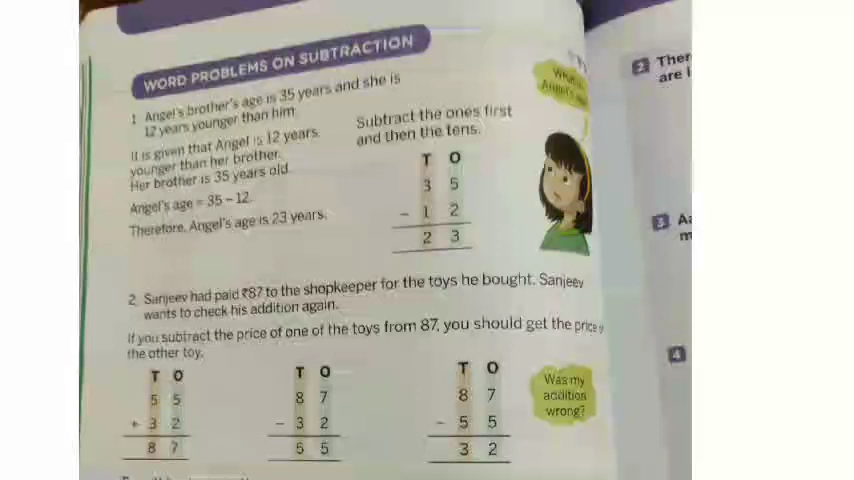 WORD PROBLEMS ON SUBTRACTION
1 Angel's brother's age is 35 years and she is
12 years younger than him.
It is given that Angel is 12 years
younger than her brother.
Her brother is 35 years old.
Angel's age = 35 – 12.
Therefore, Angel's age is 23 years.
Subtract the ones first
and then the tens.
T O
3 5
– 1 2
2 3
Angel's
2 Sanjeev had paid ₹87 to the shopkeeper for the toys he bought. Sanjeev
wants to check his addition again.
If you subtract the price of one of the toys from 87, you should get the price
the other toy.
T O
5 5
+ 3 2
8 7
T O
8 7
– 3 2
5 5
T O
8 7
– 5 5
3 2
Was my
addition
wrong?
2 Ther
are
3
4